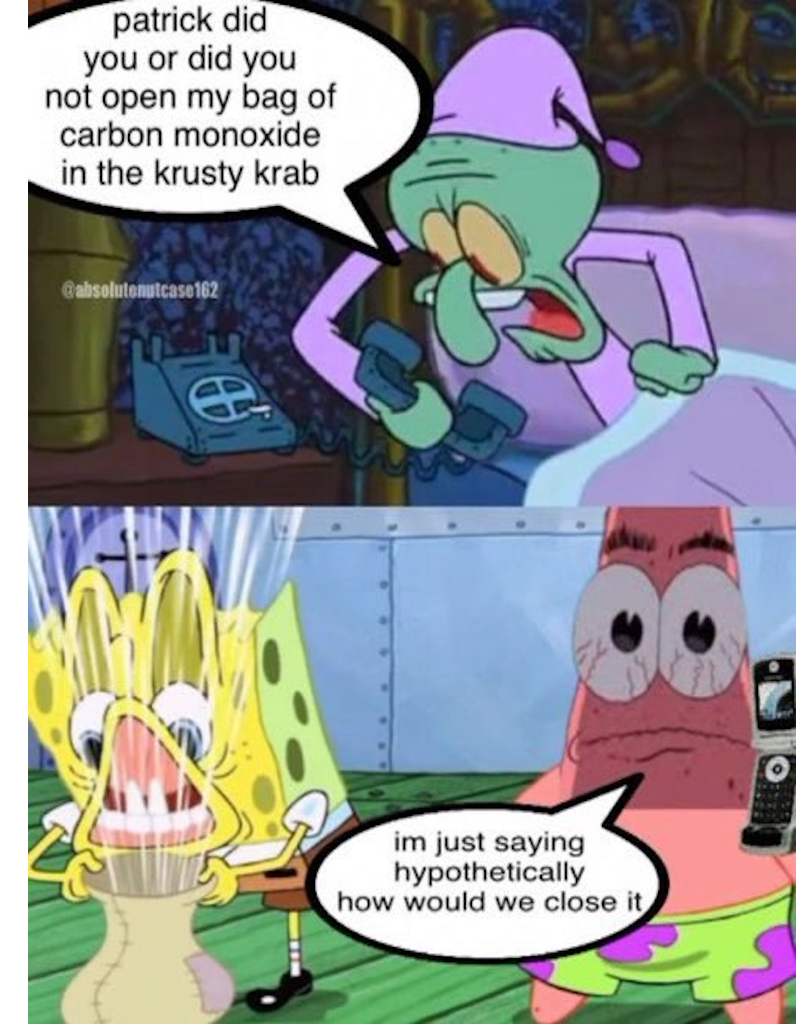 patrick did
you or did you
not open my bag of
carbon monoxide
in the krusty krab
@absolutenutcase162
im just saying
hypothetically
how would we close it